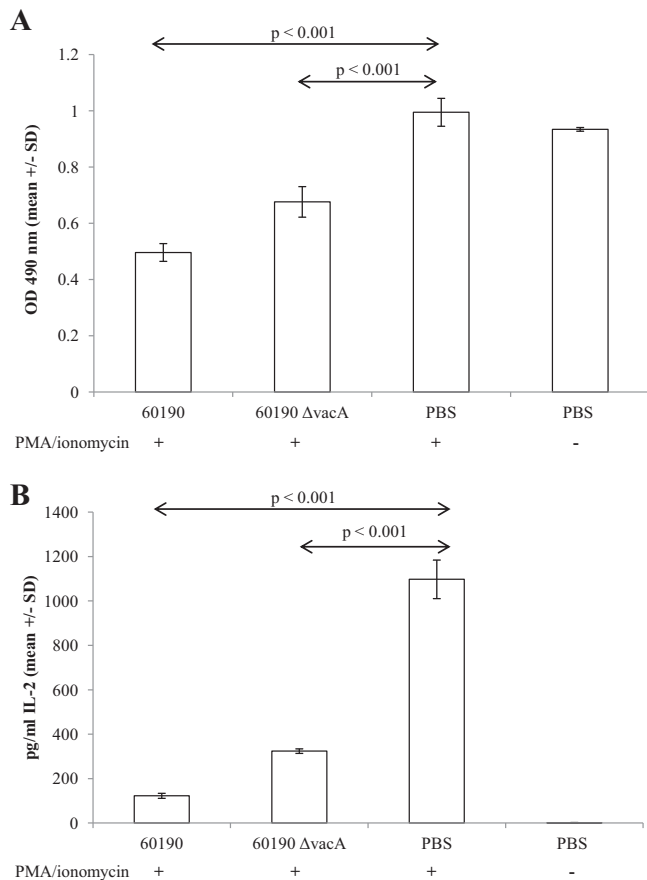 A
p < 0.001
p < 0.001
OD 490 nm (mean +/- SD)
1.2
1
0.8
0.6
0.4
0.2
0
60190 60190 ΔvacA PBS PBS
PMA/ionomycin + + + -
B
p < 0.001
p < 0.001
pg/ml IL-2 (mean +/- SD)
1400
1200
1000
800
600
400
200
0
60190 60190 ΔvacA PBS PBS
PMA/ionomycin + + + -